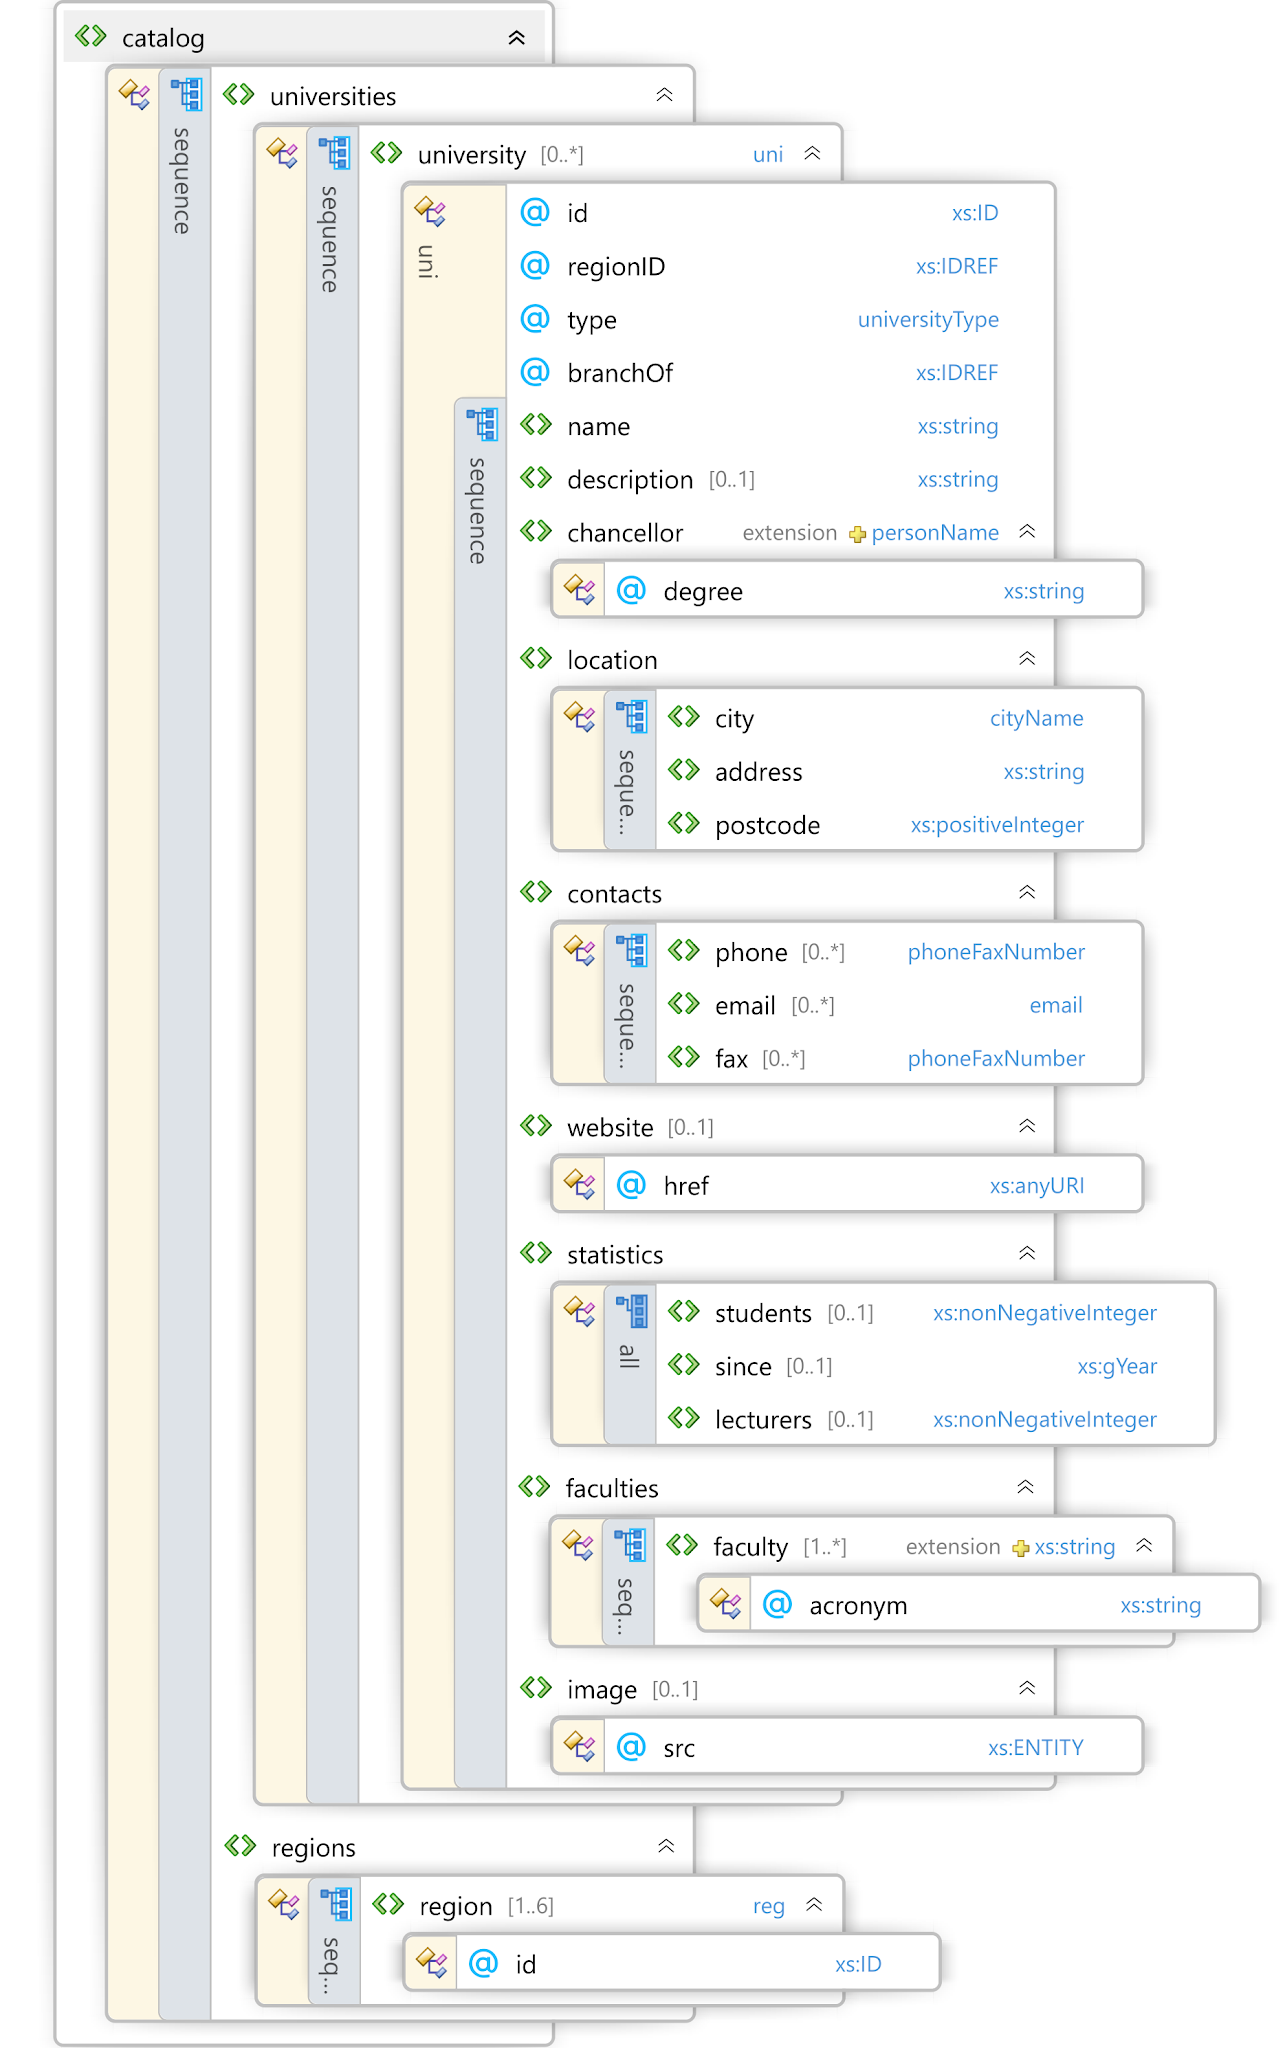 catalog
sequence
universities
sequence
university [0..*] uni
uni
@ id xs:ID
@ regionID xs:IDREF
@ type universityType
@ branchOf xs:IDREF
sequence
name xs:string
description [0..1] xs:string
chancellor extension personName
@ degree xs:string
location
seque...
city cityName
address xs:string
postcode xs:positiveInteger
contacts
seque...
phone [0..*] phoneFaxNumber
email [0..*] email
fax [0..*] phoneFaxNumber
website [0..1]
@ href xs:anyURI
statistics
all
students [0..1] xs:nonNegativeInteger
since [0..1] xs:gYear
lecturers [0..1] xs:nonNegativeInteger
faculties
seq...
faculty [1..*] extension xs:string
@ acronym xs:string
image [0..1]
@ src xs:ENTITY
regions
seq...
region [1..6] reg
@ id xs:ID